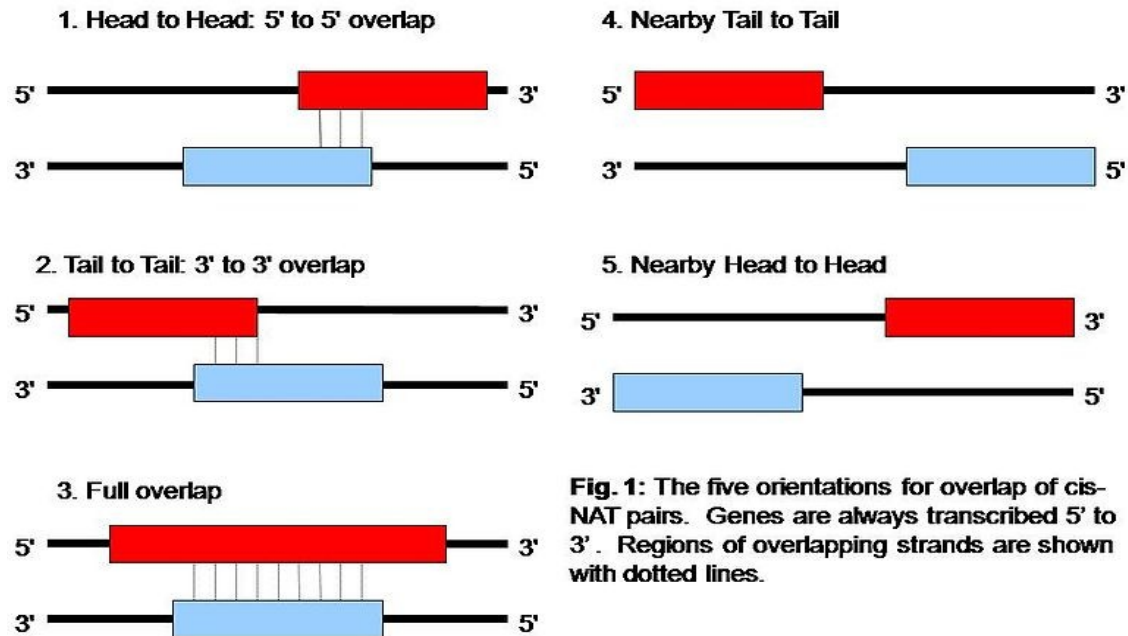 1. Head to Head: 5' to 5' overlap
5'
3'
3'
5'
2. Tail to Tail: 3' to 3' overlap
5'
3'
3'
5'
3. Full overlap
5'
3'
3'
5'
4. Nearby Tail to Tail
5'
3'
3'
5'
5. Nearby Head to Head
5'
3'
3'
5'
Fig. 1: The five orientations for overlap of cis-
NAT pairs. Genes are always transcribed 5' to
3'. Regions of overlapping strands are shown
with dotted lines.